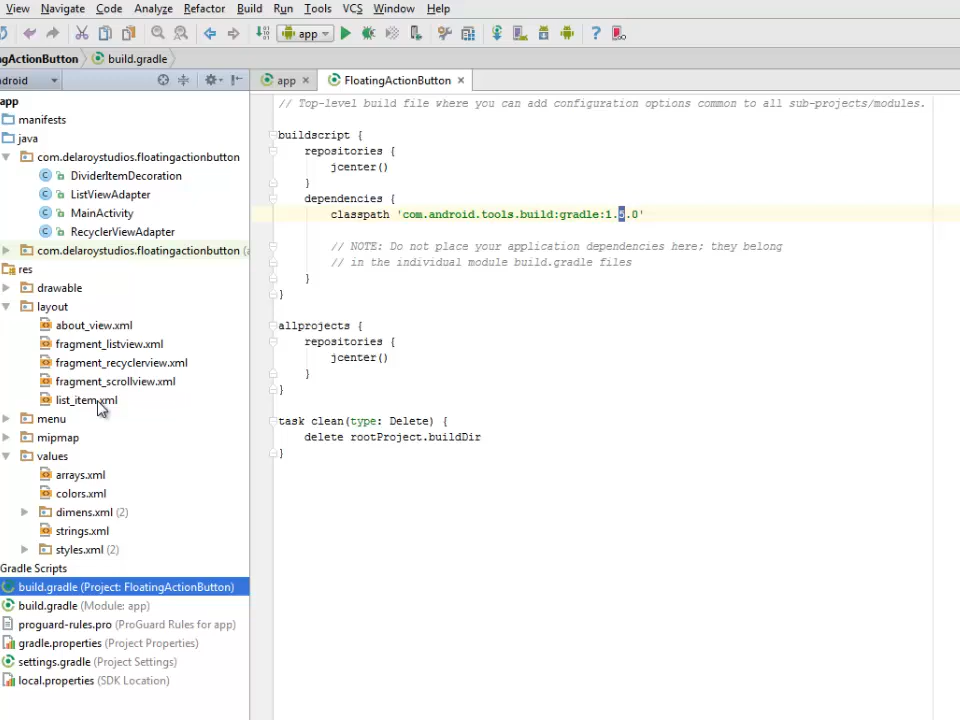 View Navigate Code Analyze Refactor Build Run Tools VCS Window Help
app
ngActionButton build.gradle
ndroid
app FloatingActionButton
app
manifests
java
com.delaroystudios.floatingactionbutton
DividerItemDecoration
ListViewAdapter
MainActivity
RecyclerViewAdapter
com.delaroystudios.floatingactionbutton (a
res
drawable
layout
about_view.xml
fragment_listview.xml
fragment_recyclerview.xml
fragment_scrollview.xml
list_item.xml
menu
mipmap
values
arrays.xml
colors.xml
dimens.xml (2)
strings.xml
styles.xml (2)
Gradle Scripts
build.gradle (Project: FloatingActionButton)
build.gradle (Module: app)
proguard-rules.pro (ProGuard Rules for app)
gradle.properties (Project Properties)
settings.gradle (Project Settings)
local.properties (SDK Location)
// Top-level build file where you can add configuration options common to all sub-projects/modules.
buildscript {
repositories {
jcenter()
}
dependencies {
classpath 'com.android.tools.build:gradle:1.5.0'
// NOTE: Do not place your application dependencies here; they belong
// in the individual module build.gradle files
}
}
allprojects {
repositories {
jcenter()
}
}
task clean(type: Delete) {
delete rootProject.buildDir
}